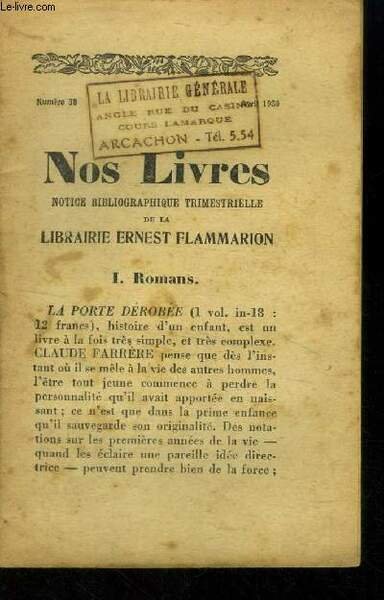 Le-livre.com
Numéro 38
Avril 1930
LA LIBRAIRIE GÉNÉRALE
ANGLE RUE DU CASINO
COURS LAMARQUE
ARCACHON - Tél. 5.54
Nos Livres
NOTICE BIBLIOGRAPHIQUE TRIMESTRIELLE
DE LA
LIBRAIRIE ERNEST FLAMMARION
I. Romans.
LA PORTE DÉROBÉE (1 vol. in-18 :
12 francs), histoire d'un enfant, est un
livre à la fois très simple, et très complexe.
CLAUDE FARRÈRE pense que dès l'ins-
tant où il se mêle à la vie des autres hommes,
l'être tout jeune commence à perdre la
personnalité qu'il avait apportée en nais-
sant ; ce n'est que dans la prime enfance
qu'il sauvegarde son originalité. Des nota-
tions sur les premières années de la vie —
quand les éclaire une pareille idée direc-
trice — peuvent prendre bien de la force ;